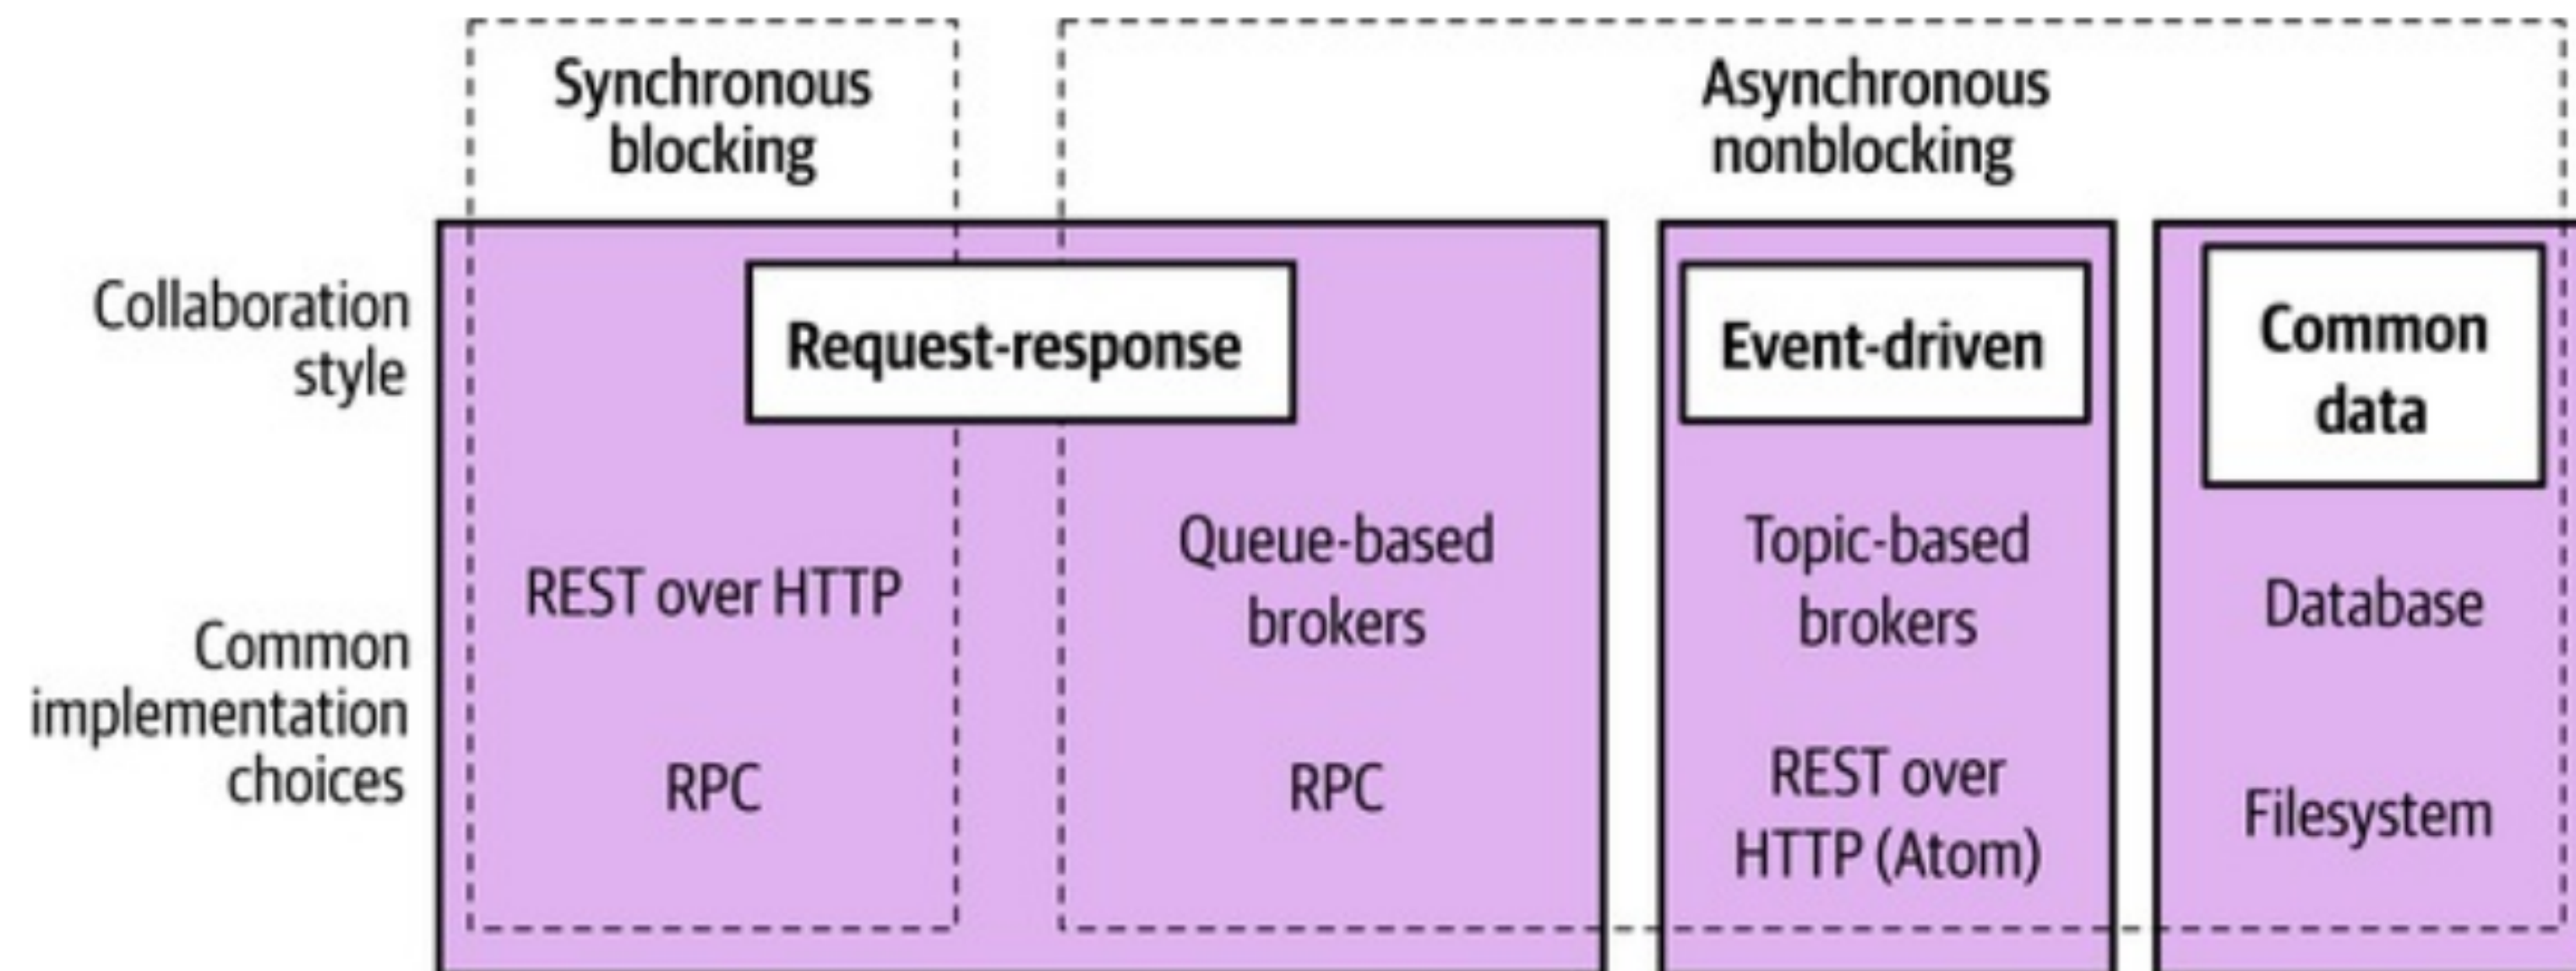 Synchronous
blocking
Asynchronous
nonblocking
Collaboration
style
Request-response
Event-driven
Common
data
Common
implementation
choices
REST over HTTP
RPC
Queue-based
brokers
RPC
Topic-based
brokers
REST over
HTTP (Atom)
Database
Filesystem